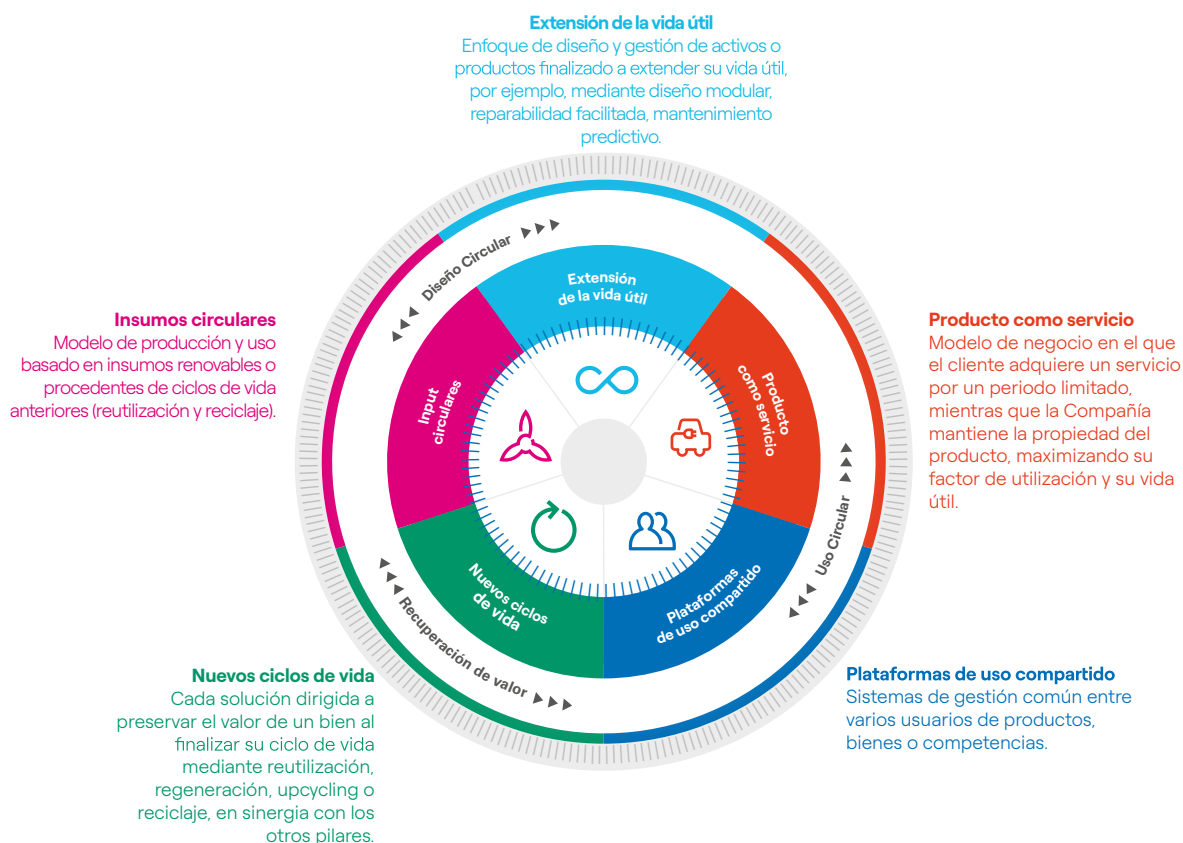 Extensión de la vida útil
Enfoque de diseño y gestión de activos o
productos finalizado a extender su vida útil,
por ejemplo, mediante diseño modular,
reparabilidad facilitada, mantenimiento
predictivo.
Diseño Circular
Extensión
de la vida útil
Insumos circulares
Modelo de producción y uso
basado en insumos renovables o
procedentes de ciclos de vida
anteriores (reutilización y reciclaje).
Input
circulares
Producto
como servicio
Producto como servicio
Modelo de negocio en el que
el cliente adquiere un servicio
por un periodo limitado,
mientras que la Compañía
mantiene la propiedad del
producto, maximizando su
factor de utilización y su vida
útil.
Uso Circular
Nuevos ciclos
de vida
Plataformas
de uso compartido
Recuperación de valor
Nuevos ciclos de vida
Cada solución dirigida a
preservar el valor de un bien al
finalizar su ciclo de vida
mediante reutilización,
regeneración, upcycling o
reciclaje, en sinergia con los
otros pilares.
Plataformas de uso compartido
Sistemas de gestión común entre
varios usuarios de productos,
bienes o competencias.